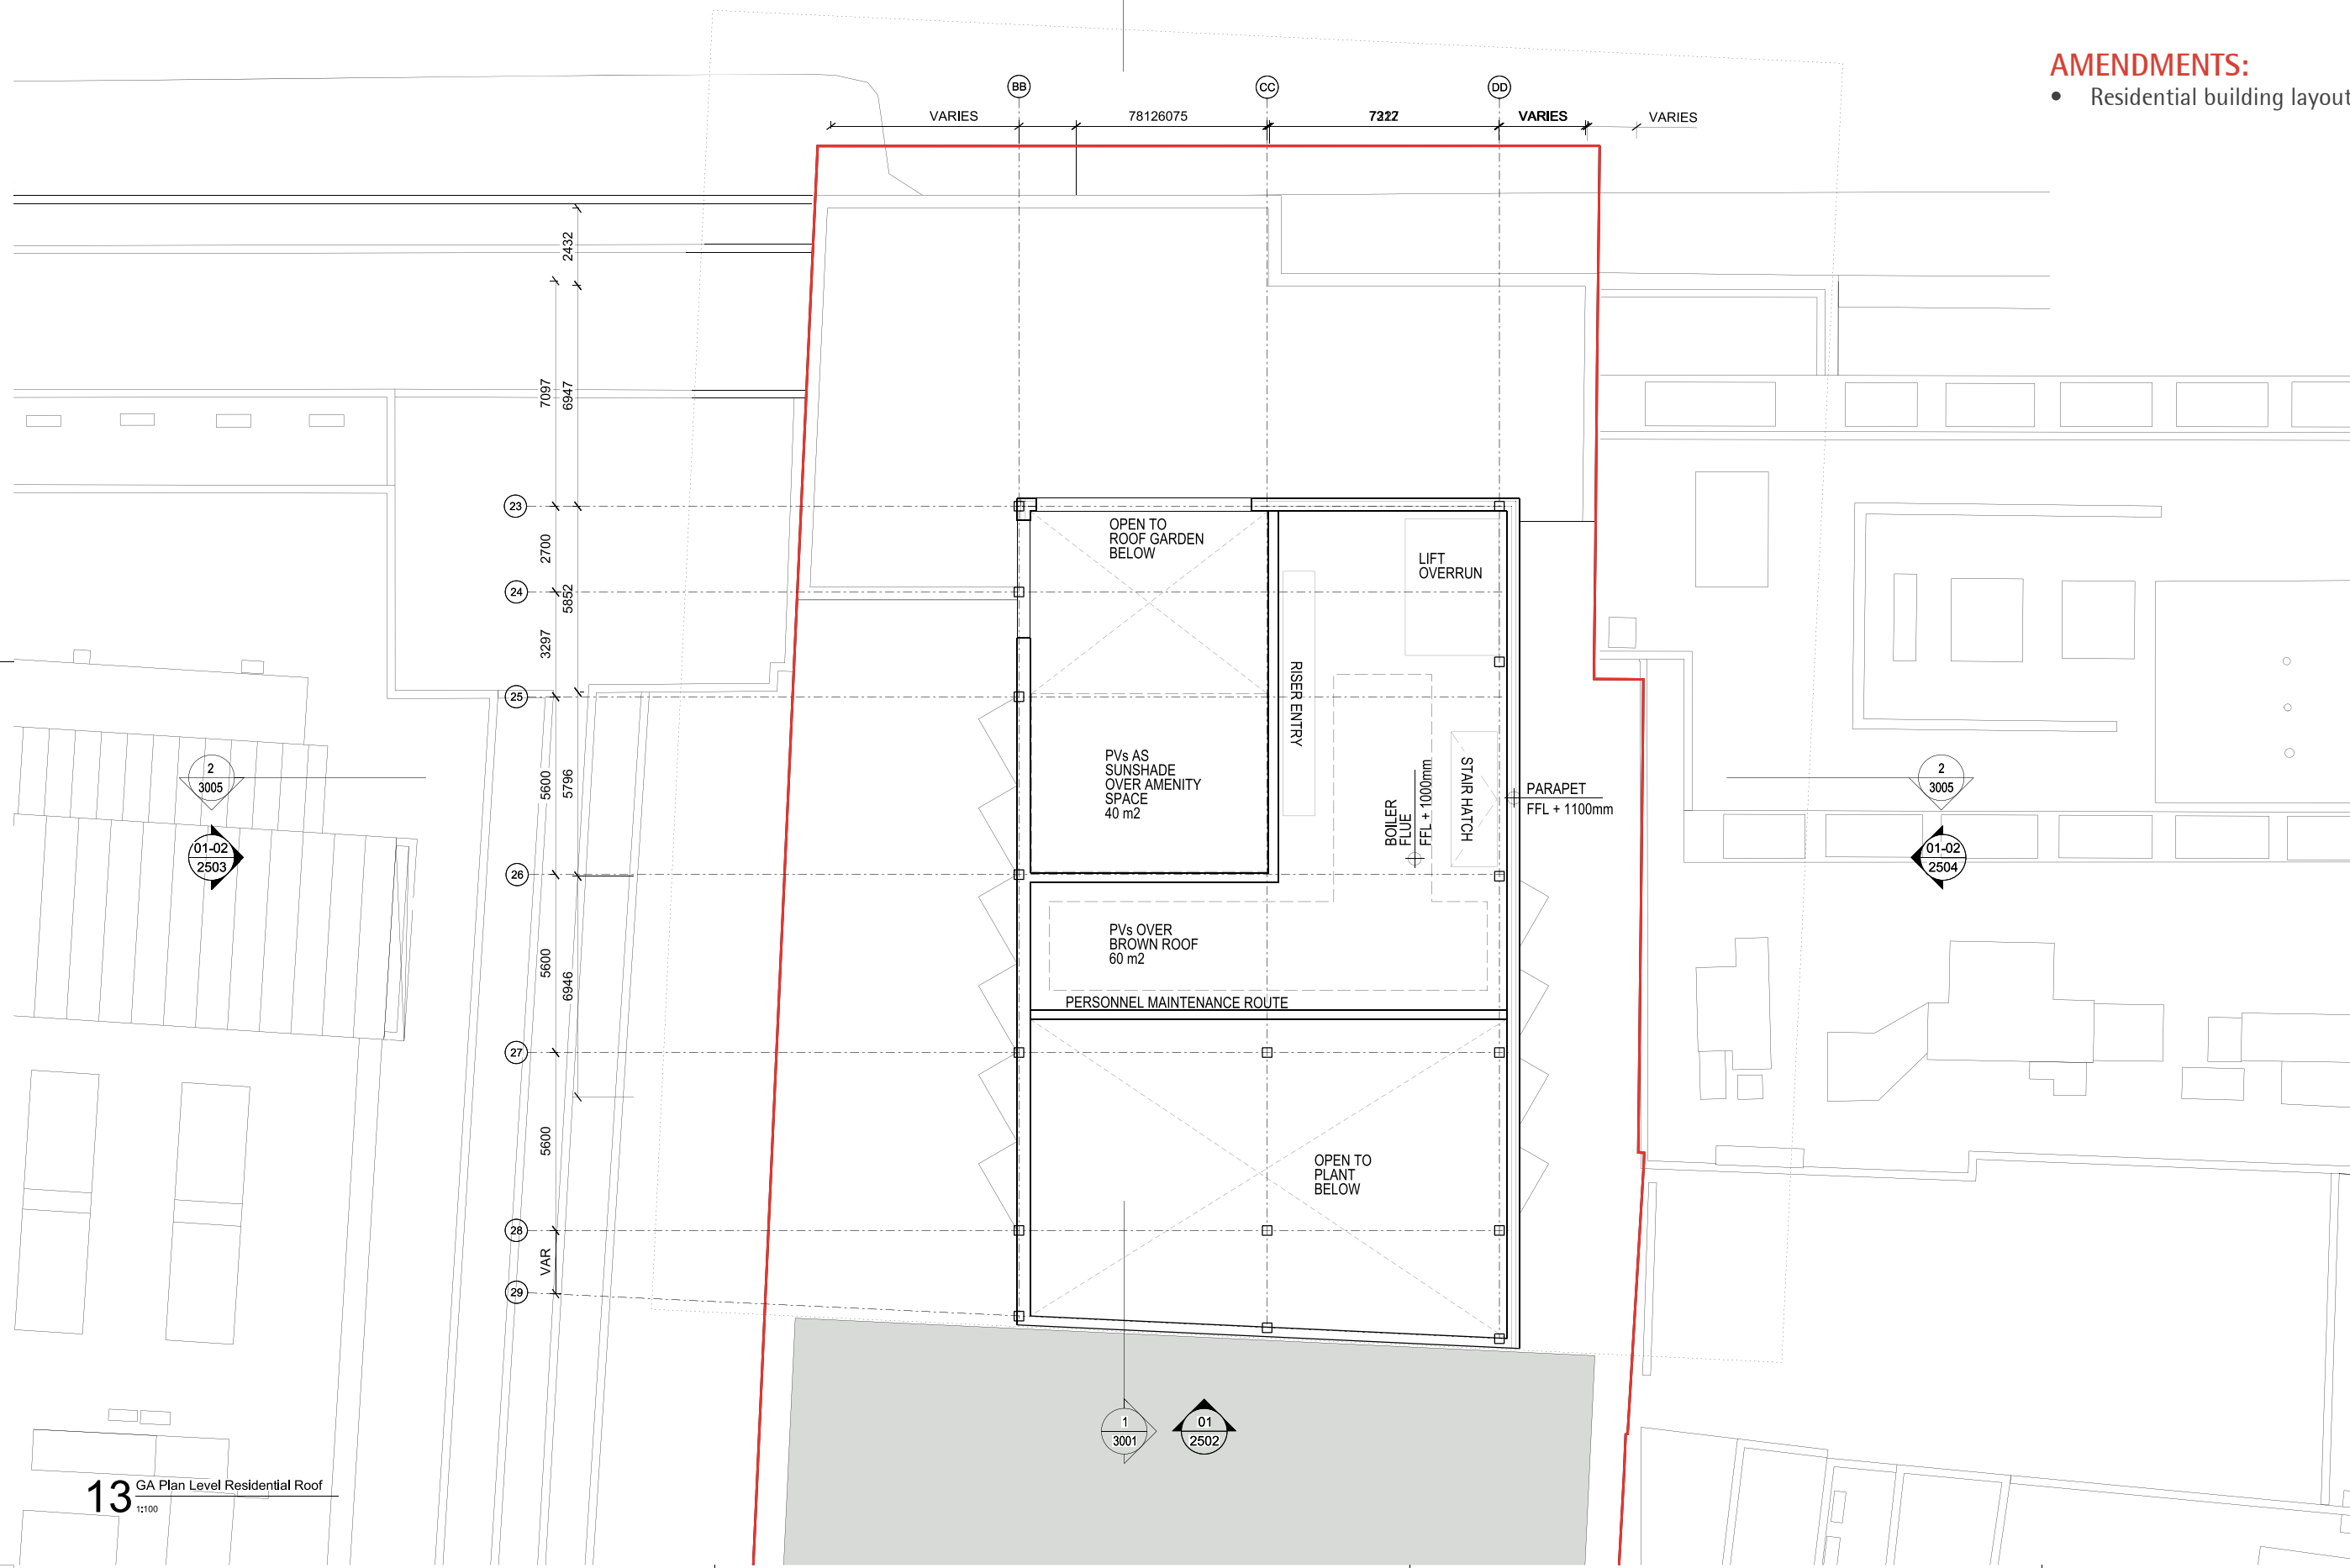 AMENDMENTS:
• Residential building layout
BB
CC
DD
VARIES
78126075
VARIES
VARIES
2432
7097
6947
23
2700
24
5852
3297
25
5600
5796
26
5600
6946
27
5600
28
VAR
29
OPEN TO
ROOF GARDEN
BELOW
LIFT
OVERRUN
RISER ENTRY
PVs AS
SUNSHADE
OVER AMENITY
SPACE
40 m2
BOILER
FLUE
FFL + 1000mm
STAIR HATCH
PARAPET
FFL + 1100mm
PVs OVER
BROWN ROOF
60 m2
PERSONNEL MAINTENANCE ROUTE
OPEN TO
PLANT
BELOW
2
3005
01-02
2503
2
3005
01-02
2504
1
3001
01
2502
13 GA Plan Level Residential Roof
1:100